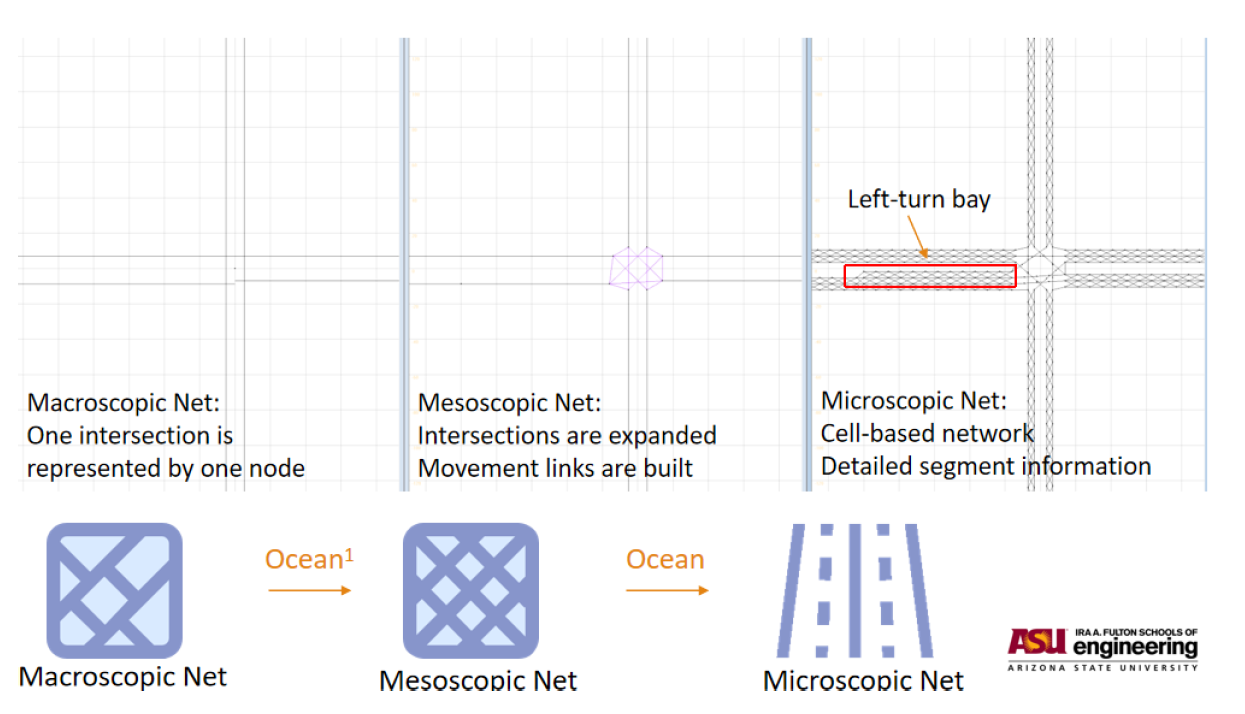 Left-turn bay
Macroscopic Net:
One intersection is
represented by one node
Mesoscopic Net:
Intersections are expanded
Movement links are built
Microscopic Net:
Cell-based network
Detailed segment information
Ocean¹
Ocean
Macroscopic Net
Mesoscopic Net
Microscopic Net
ASU
IRA A. FULTON SCHOOLS OF
engineering
ARIZONA STATE UNIVERSITY